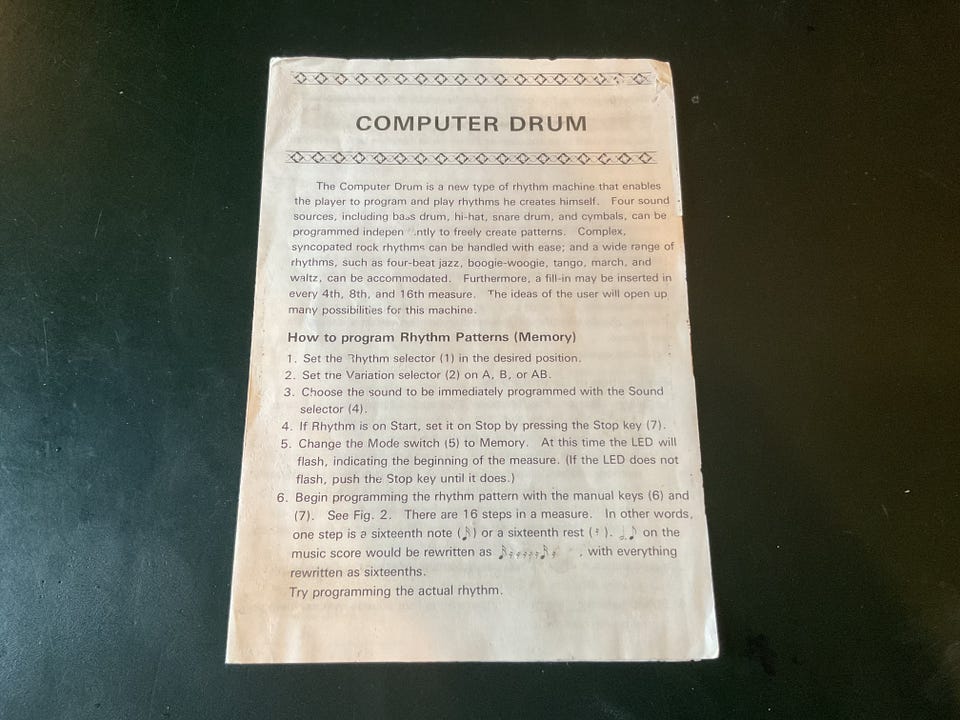 COMPUTER DRUM
The Computer Drum is a new type of rhythm machine that enables
the player to program and play rhythms he creates himself. Four sound
sources, including bass drum, hi-hat, snare drum, and cymbals, can be
programmed independently to freely create patterns. Complex,
syncopated rock rhythms can be handled with ease; and a wide range of
rhythms, such as four-beat jazz, boogie-woogie, tango, march, and
waltz, can be accommodated. Furthermore, a fill-in may be inserted in
every 4th, 8th, and 16th measure. The ideas of the user will open up
many possibilities for this machine.
How to program Rhythm Patterns (Memory)
1. Set the Rhythm selector (1) in the desired position.
2. Set the Variation selector (2) on A, B, or AB.
3. Choose the sound to be immediately programmed with the Sound
selector (4).
4. If Rhythm is on Start, set it on Stop by pressing the Stop key (7).
5. Change the Mode switch (5) to Memory. At this time the LED will
flash, indicating the beginning of the measure. (If the LED does not
flash, push the Stop key until it does.)
6. Begin programming the rhythm pattern with the manual keys (6) and
(7). See Fig. 2. There are 16 steps in a measure. In other words,
one step is a sixteenth note ( ) or a sixteenth rest ( ). on the
music score would be rewritten as , with everything
rewritten as sixteenths.
Try programming the actual rhythm.